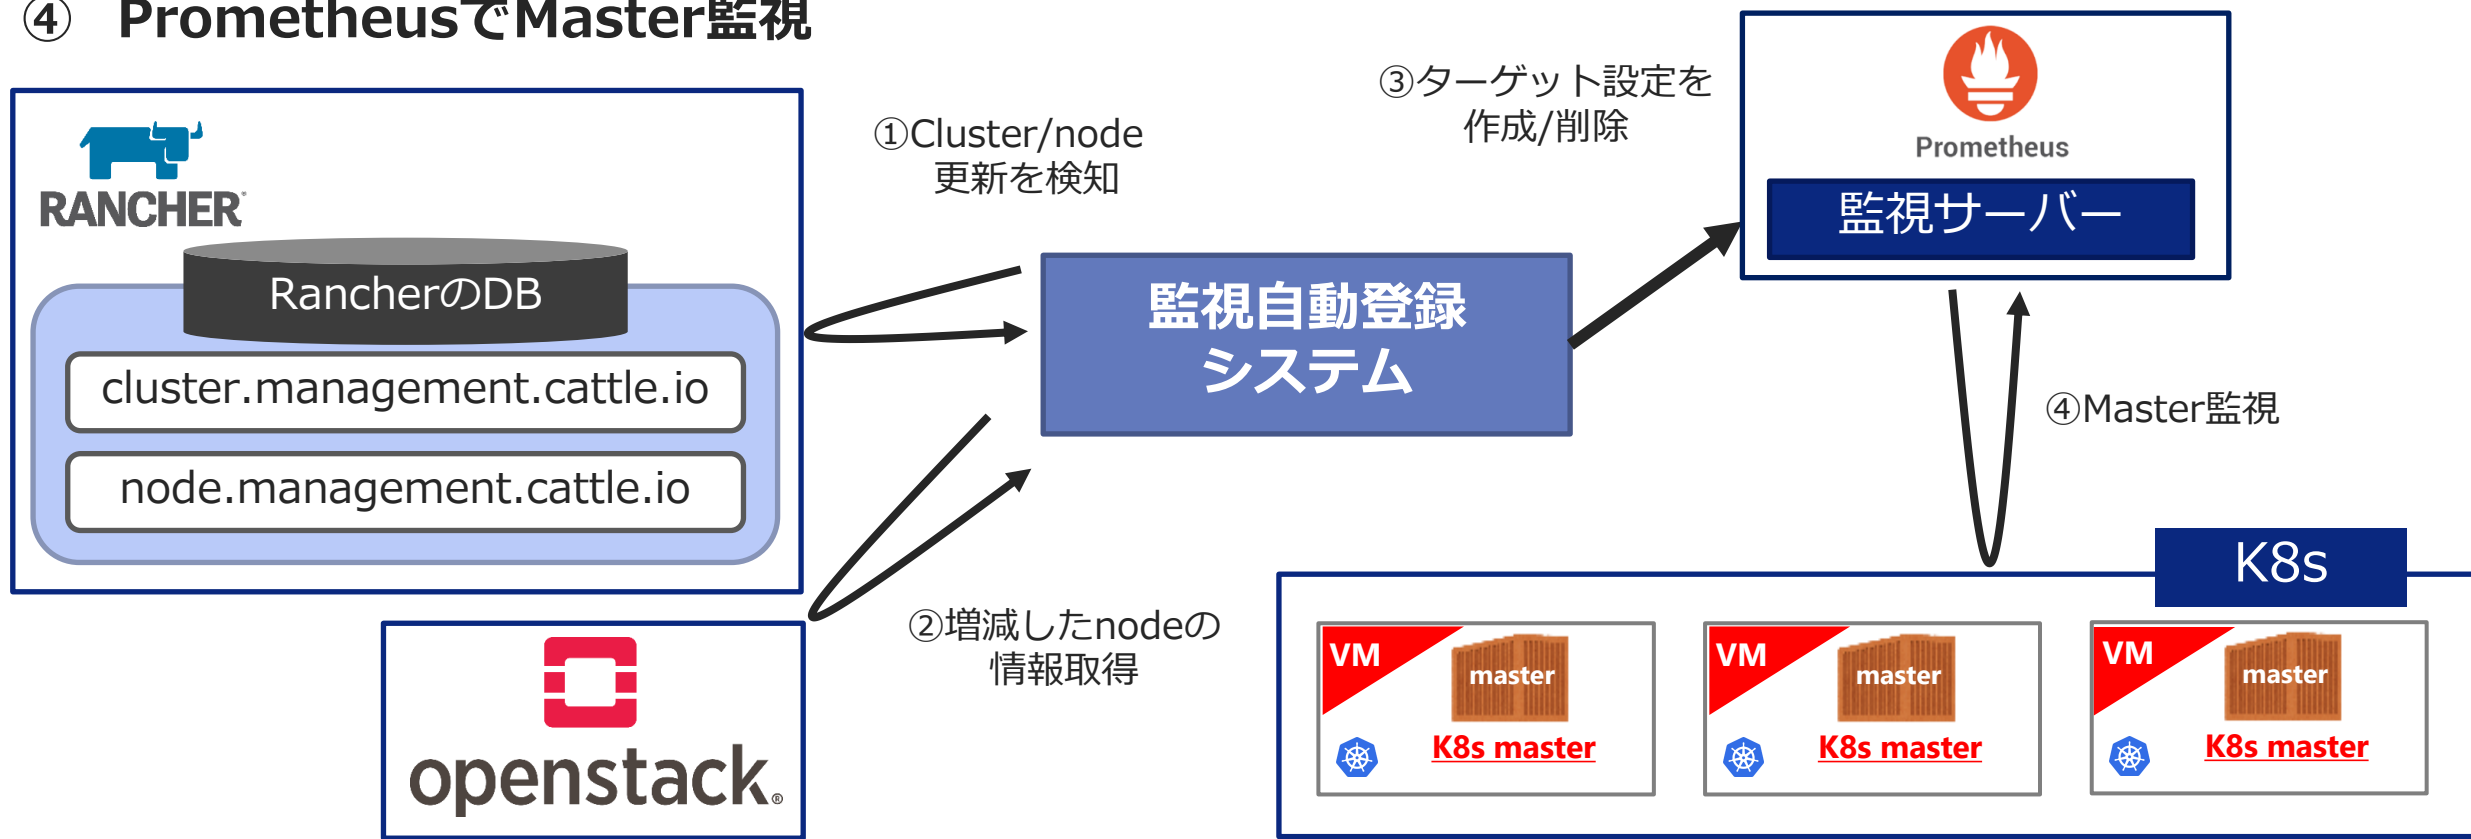 ④ PrometheusでMaster監視
RANCHER
RancherのDB
cluster.management.cattle.io
node.management.cattle.io
①Cluster/node
更新を検知
③ターゲット設定を
作成/削除
Prometheus
監視サーバー
監視自動登録
システム
④Master監視
②増減したnodeの
情報取得
openstack.
K8s
VM
master
K8s master
VM
master
K8s master
VM
master
K8s master